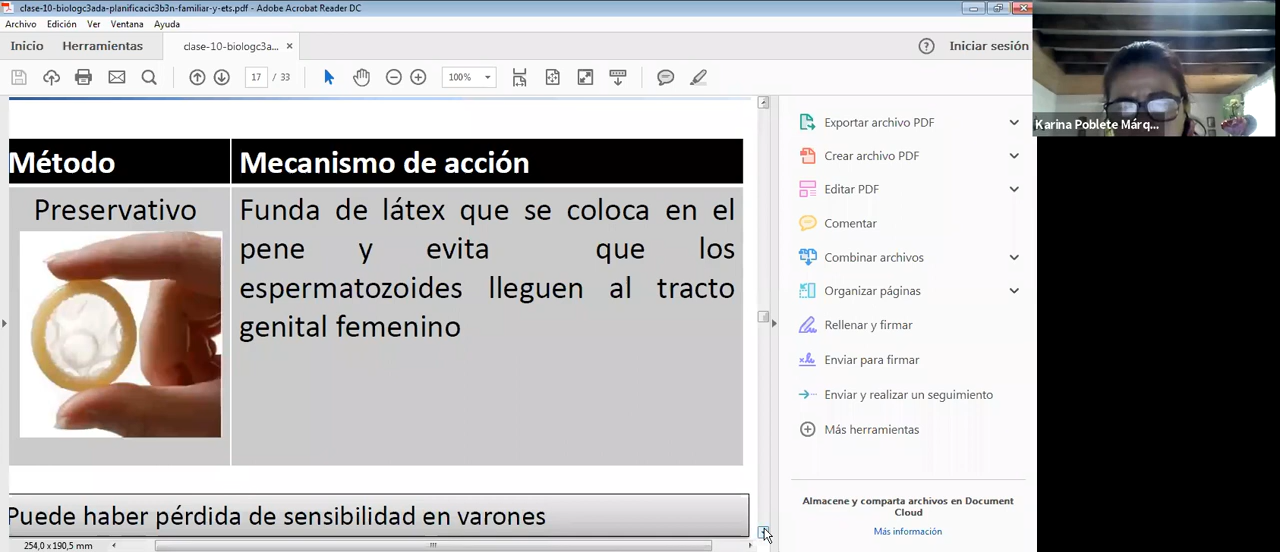 clase-10-biologc3ada-planificacic3b3n-familiar-y-ets.pdf - Adobe Acrobat Reader DC
Archivo Edición Ver Ventana Ayuda
Inicio Herramientas clase-10-biologc3a... × Iniciar sesión
17 / 33 100%
Método Mecanismo de acción
Preservativo
Funda de látex que se coloca en el
pene y evita que los
espermatozoides lleguen al tracto
genital femenino
Puede haber pérdida de sensibilidad en varones
254,0 x 190,5 mm
Exportar archivo PDF
Crear archivo PDF
Editar PDF
Comentar
Combinar archivos
Organizar páginas
Rellenar y firmar
Enviar para firmar
Enviar y realizar un seguimiento
Más herramientas
Almacene y comparta archivos en Document
Cloud
Más información
Karina Poblete Márq...